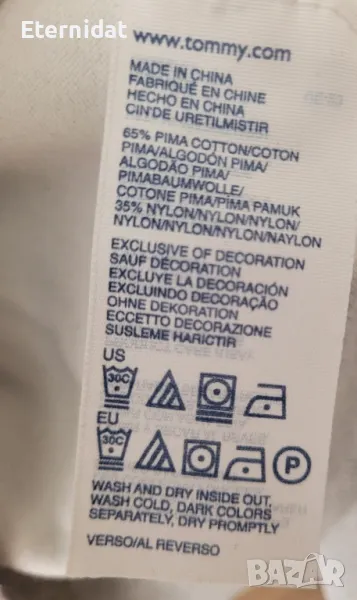 Eternidat
www.tommy.com
MADE IN CHINA
FABRIQUÉ EN CHINE
HECHO EN CHINA
CIN'DE URETILMISTIR
65% PIMA COTTON/COTON
PIMA/ALGODÓN PIMA/
ALGODÃO PIMA/
PIMABAUMWOLLE/
COTONE PIMA/PIMA PAMUK
35% NYLON/NYLON/NYLON/
NYLON/NYLON/NYLON/NAYLON
EXCLUSIVE OF DECORATION
SAUF DÉCORATION
EXCLUYE LA DECORACIÓN
EXCLUINDO DECORAÇÃO
OHNE DEKORATION
ECCETTO DECORAZIONE
SUSLEME HARICTIR
US
30C
EU
30C P
WASH AND DRY INSIDE OUT,
WASH COLD, DARK COLORS
SEPARATELY, DRY PROMPTLY
VERSO/AL REVERSO
BAZAR